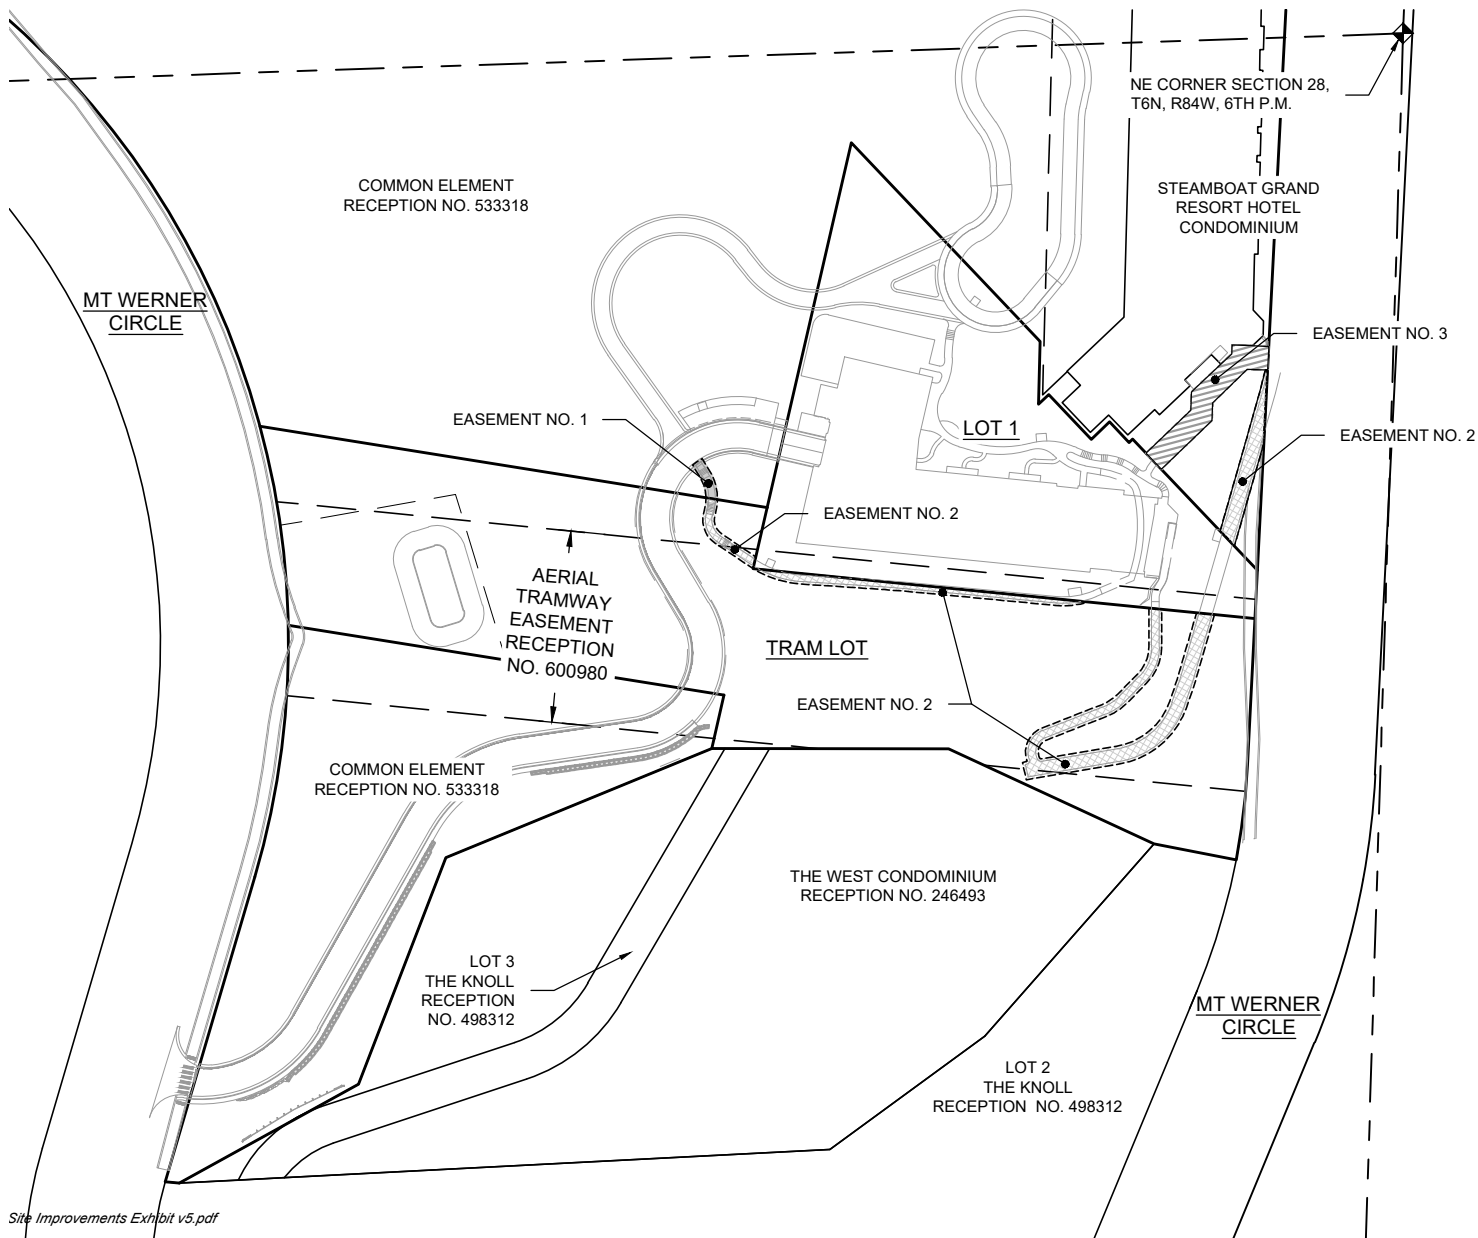 NE CORNER SECTION 28,
T6N, R84W, 6TH P.M.
COMMON ELEMENT
RECEPTION NO. 533318
STEAMBOAT GRAND
RESORT HOTEL
CONDOMINIUM
MT WERNER
CIRCLE
EASEMENT NO. 3
EASEMENT NO. 1
LOT 1
EASEMENT NO. 2
EASEMENT NO. 2
AERIAL
TRAMWAY
EASEMENT
RECEPTION
NO. 600980
TRAM LOT
EASEMENT NO. 2
COMMON ELEMENT
RECEPTION NO. 533318
THE WEST CONDOMINIUM
RECEPTION NO. 246493
LOT 3
THE KNOLL
RECEPTION
NO. 498312
MT WERNER
CIRCLE
LOT 2
THE KNOLL
RECEPTION  NO. 498312
Site Improvements Exhibit v5.pdf